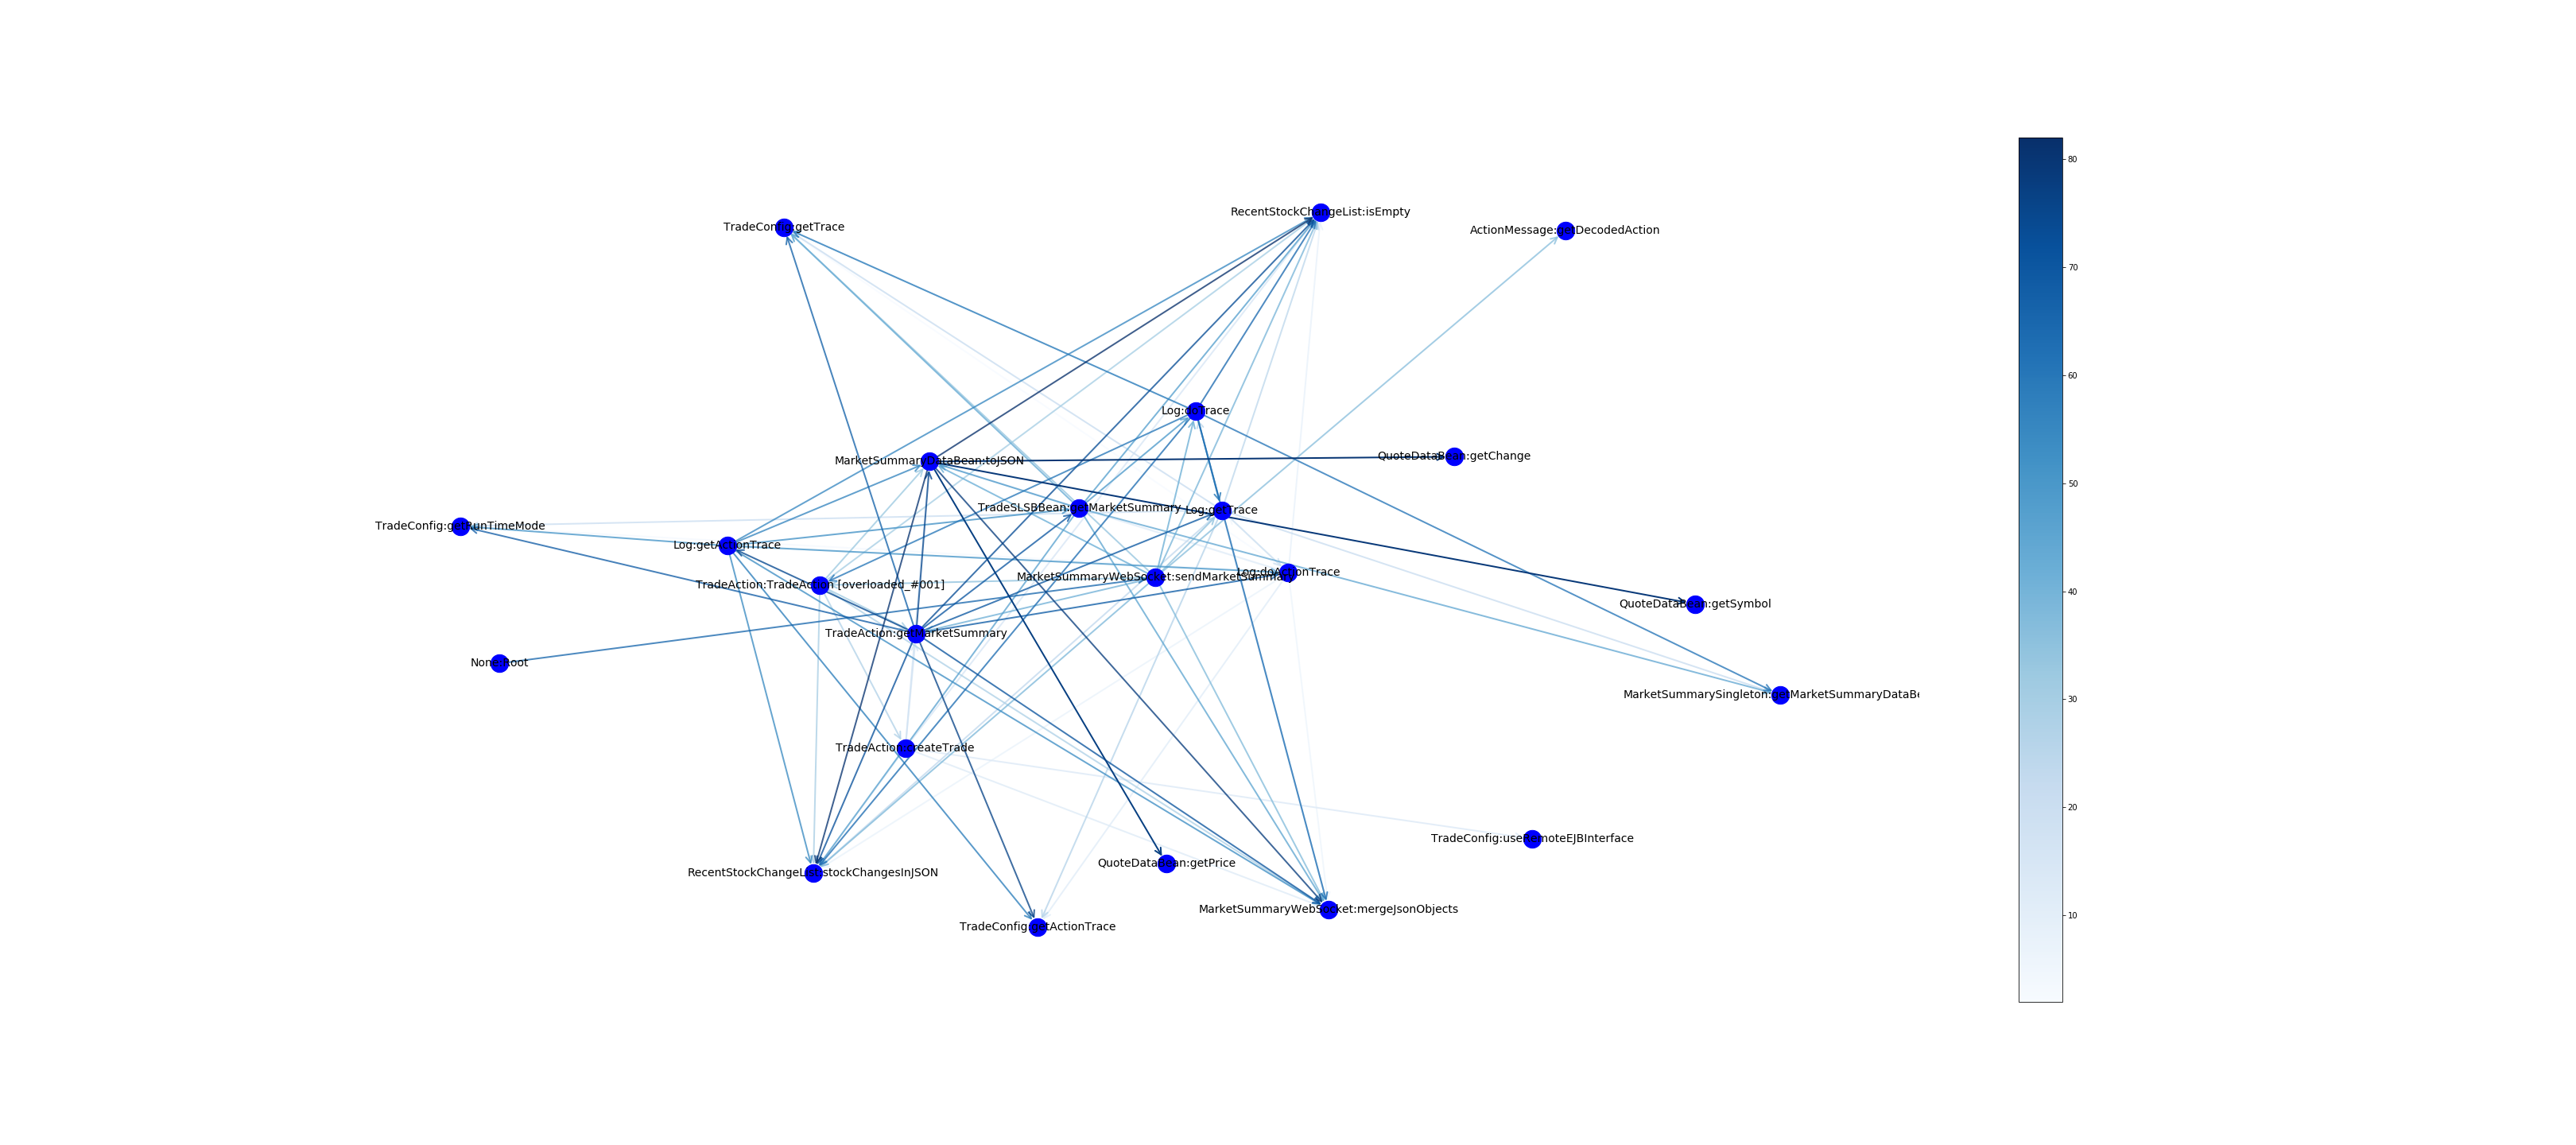 RecentStockChangeList:isEmpty
TradeConfig:getTrace
ActionMessage:getDecodedAction
Log:doTrace
QuoteDataBean:getChange
MarketSummaryDataBean:toJSON
TradeSLSBBean:getMarketSummary
Log:getTrace
TradeConfig:getRunTimeMode
Log:getActionTrace
Log:doActionTrace
MarketSummaryWebSocket:sendMarketSummary
TradeAction:TradeAction [overloaded_#001]
QuoteDataBean:getSymbol
TradeAction:getMarketSummary
None:Root
MarketSummarySingleton:getMarketSummaryDataBe
TradeAction:createTrade
TradeConfig:useRemoteEJBInterface
QuoteDataBean:getPrice
RecentStockChangeList:stockChangesInJSON
MarketSummaryWebSocket:mergeJsonObjects
TradeConfig:getActionTrace
80
70
60
50
40
30
20
10